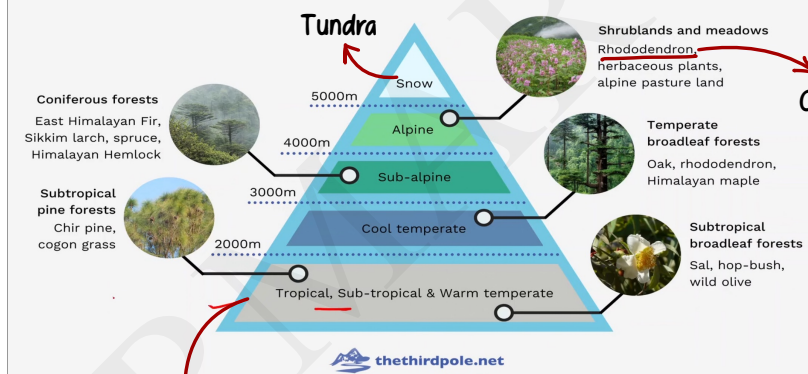 Tundra
Snow
5000m
Shrublands and meadows
Rhododendron,
herbaceous plants,
alpine pasture land
Coniferous forests
East Himalayan Fir,
Sikkim larch, spruce,
Himalayan Hemlock
Alpine
4000m
Temperate
broadleaf forests
Oak, rhododendron,
Himalayan maple
Sub-alpine
3000m
Subtropical
pine forests
Chir pine,
cogon grass
Cool temperate
2000m
Subtropical
broadleaf forests
Sal, hop-bush,
wild olive
Tropical, Sub-tropical & Warm temperate
thethirdpole.net